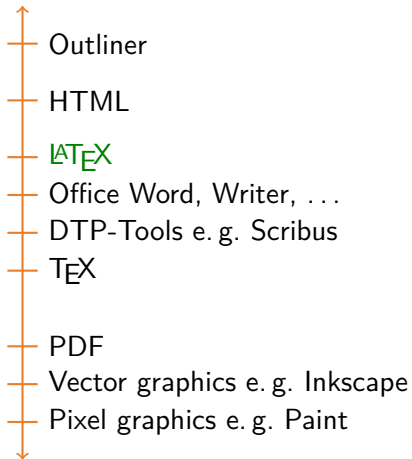 Outliner
HTML
LATEX
Office Word, Writer, ...
DTP-Tools e. g. Scribus
TEX
PDF
Vector graphics e. g. Inkscape
Pixel graphics e. g. Paint